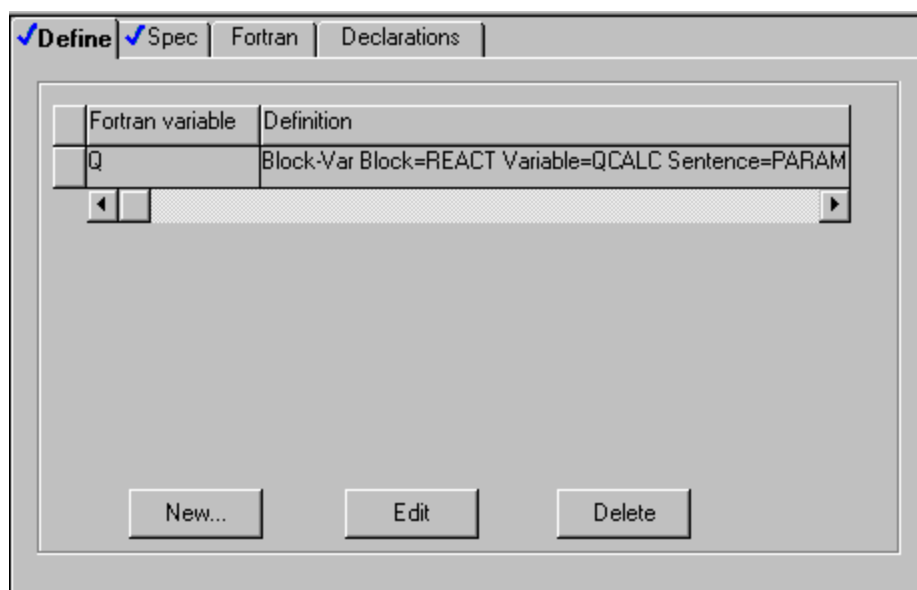 Define Spec Fortran Declarations
Fortran variable Definition
Q Block-Var Block=REACT Variable=QCALC Sentence=PARAM
New... Edit Delete